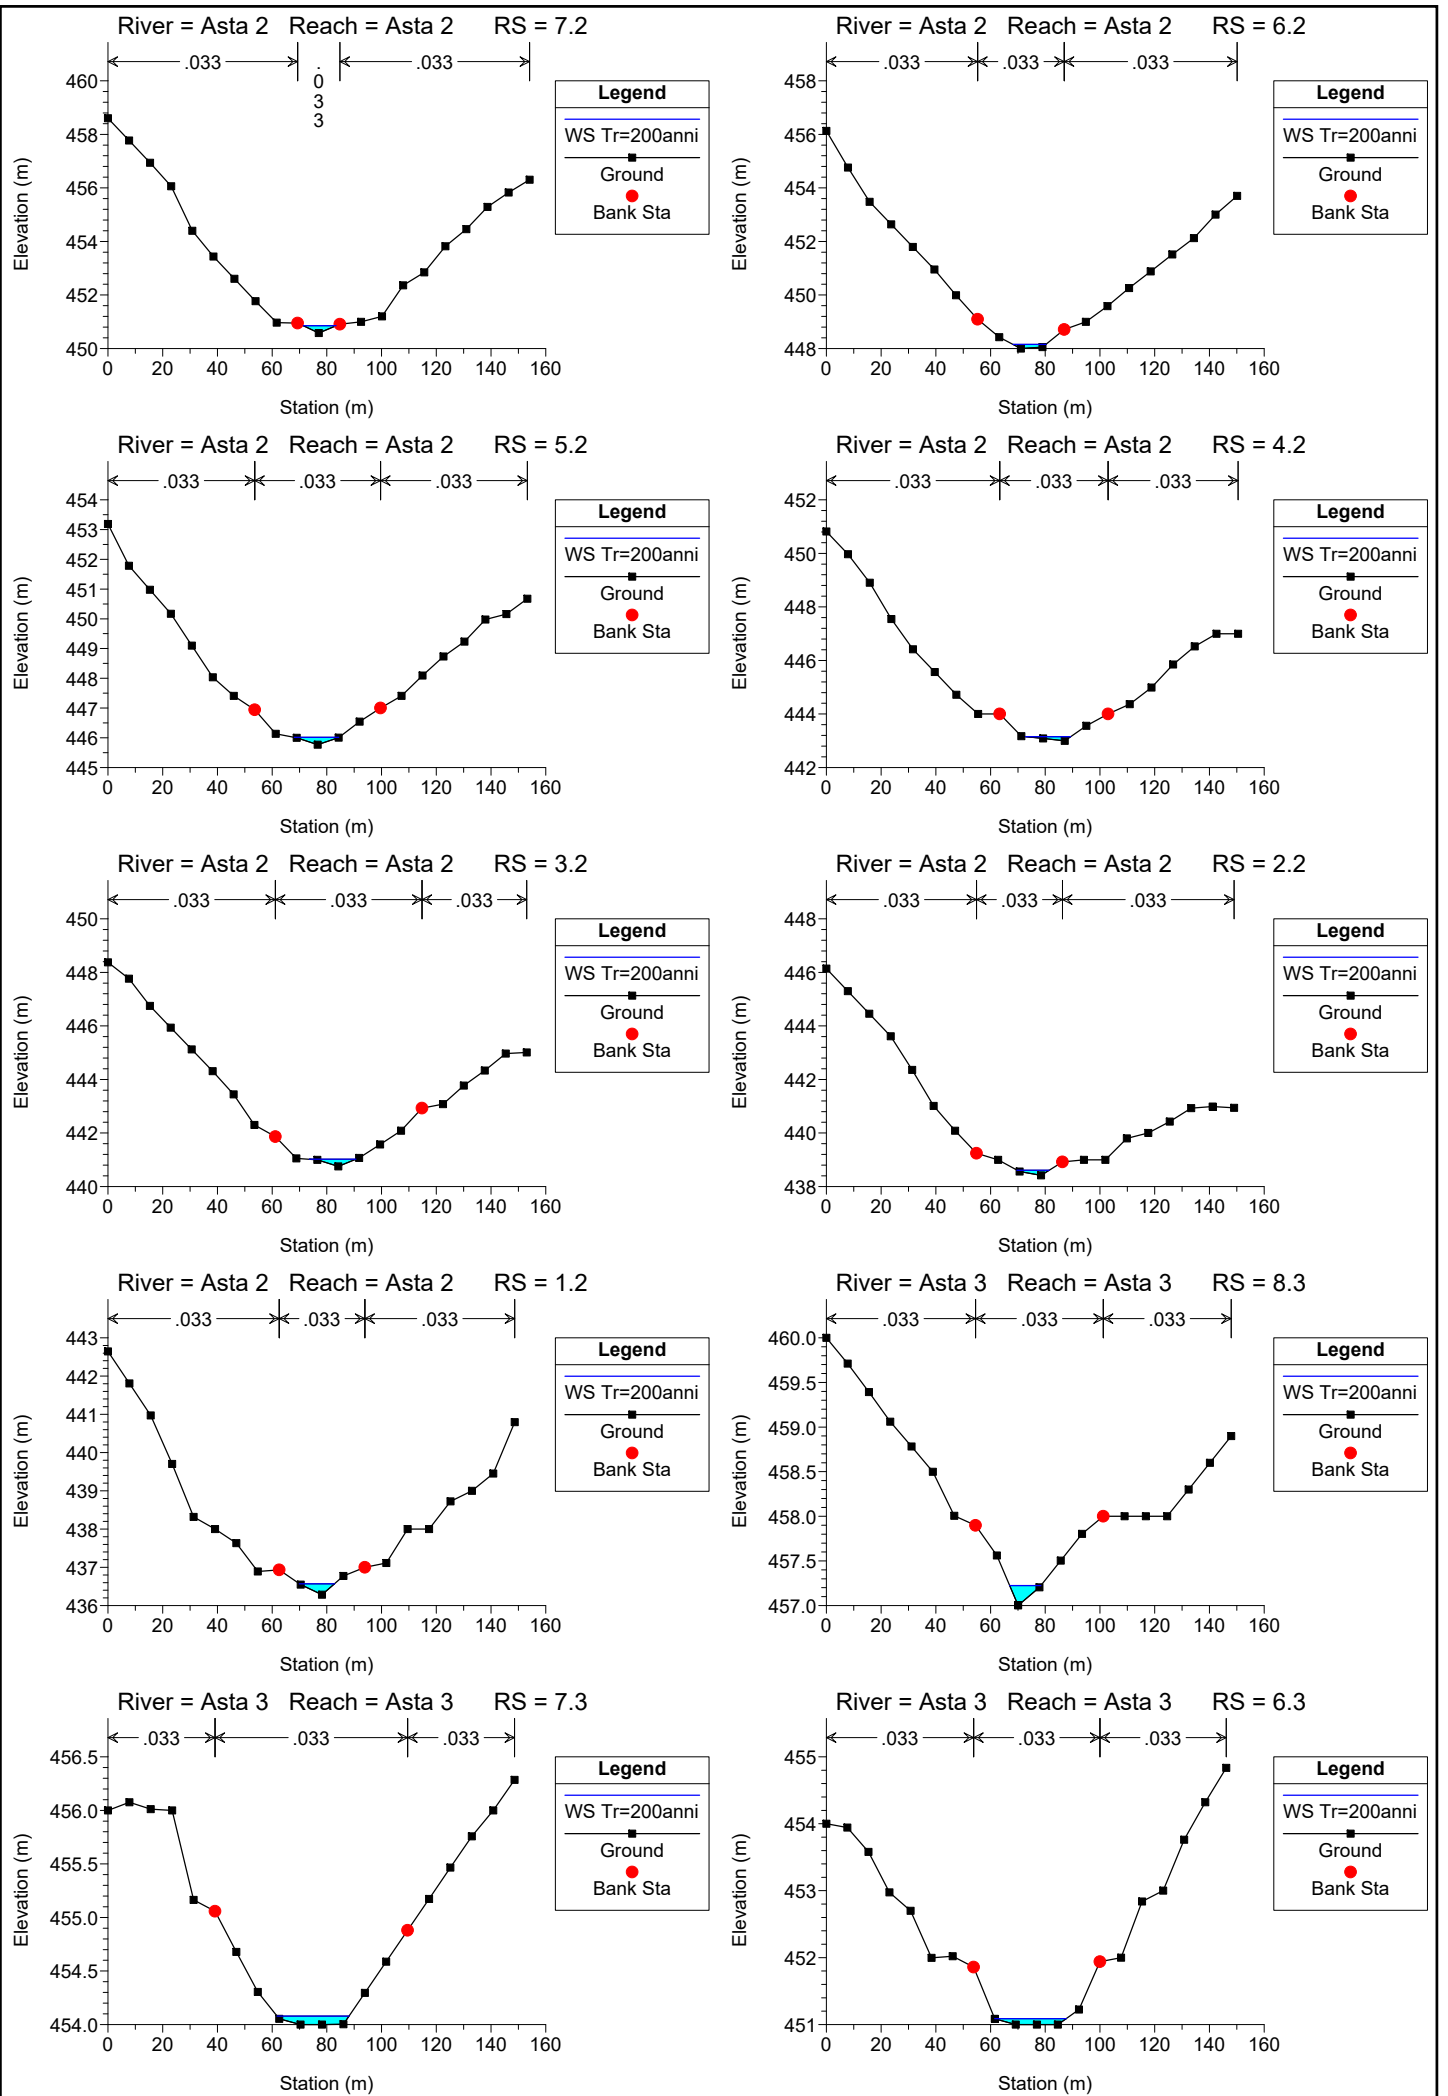 River = Asta 2 Reach = Asta 2 RS = 7.2
.033 .033 .033
460
458
456
454
452
450
0 20 40 60 80 100 120 140 160
Station (m)
Elevation (m)
Legend
WS Tr=200anni
Ground
Bank Sta
River = Asta 2 Reach = Asta 2 RS = 6.2
.033 .033 .033
458
456
454
452
450
448
0 20 40 60 80 100 120 140 160
Station (m)
Elevation (m)
Legend
WS Tr=200anni
Ground
Bank Sta
River = Asta 2 Reach = Asta 2 RS = 5.2
.033 .033 .033
454
453
452
451
450
449
448
447
446
445
0 20 40 60 80 100 120 140 160
Station (m)
Elevation (m)
Legend
WS Tr=200anni
Ground
Bank Sta
River = Asta 2 Reach = Asta 2 RS = 4.2
.033 .033 .033
452
450
448
446
444
442
0 20 40 60 80 100 120 140 160
Station (m)
Elevation (m)
Legend
WS Tr=200anni
Ground
Bank Sta
River = Asta 2 Reach = Asta 2 RS = 3.2
.033 .033 .033
450
448
446
444
442
440
0 20 40 60 80 100 120 140 160
Station (m)
Elevation (m)
Legend
WS Tr=200anni
Ground
Bank Sta
River = Asta 2 Reach = Asta 2 RS = 2.2
.033 .033 .033
448
446
444
442
440
438
0 20 40 60 80 100 120 140 160
Station (m)
Elevation (m)
Legend
WS Tr=200anni
Ground
Bank Sta
River = Asta 2 Reach = Asta 2 RS = 1.2
.033 .033 .033
443
442
441
440
439
438
437
436
0 20 40 60 80 100 120 140 160
Station (m)
Elevation (m)
Legend
WS Tr=200anni
Ground
Bank Sta
River = Asta 3 Reach = Asta 3 RS = 8.3
.033 .033 .033
460.0
459.5
459.0
458.5
458.0
457.5
457.0
0 20 40 60 80 100 120 140 160
Station (m)
Elevation (m)
Legend
WS Tr=200anni
Ground
Bank Sta
River = Asta 3 Reach = Asta 3 RS = 7.3
.033 .033 .033
456.5
456.0
455.5
455.0
454.5
454.0
0 20 40 60 80 100 120 140 160
Station (m)
Elevation (m)
Legend
WS Tr=200anni
Ground
Bank Sta
River = Asta 3 Reach = Asta 3 RS = 6.3
.033 .033 .033
455
454
453
452
451
0 20 40 60 80 100 120 140 160
Station (m)
Elevation (m)
Legend
WS Tr=200anni
Ground
Bank Sta